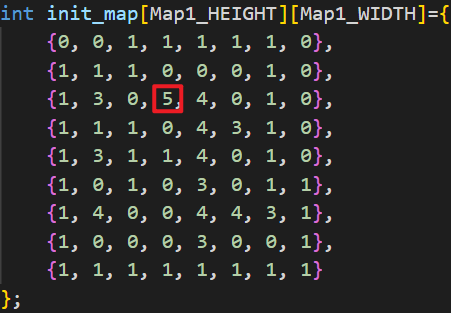 int init_map[Map1_HEIGHT][Map1_WIDTH]={
{0, 0, 1, 1, 1, 1, 1, 0},
{1, 1, 1, 0, 0, 0, 1, 0},
{1, 3, 0, 5, 4, 0, 1, 0},
{1, 1, 1, 0, 4, 3, 1, 0},
{1, 3, 1, 1, 4, 0, 1, 0},
{1, 0, 1, 0, 3, 0, 1, 1},
{1, 4, 0, 0, 4, 4, 3, 1},
{1, 0, 0, 0, 3, 0, 0, 1},
{1, 1, 1, 1, 1, 1, 1, 1}
};